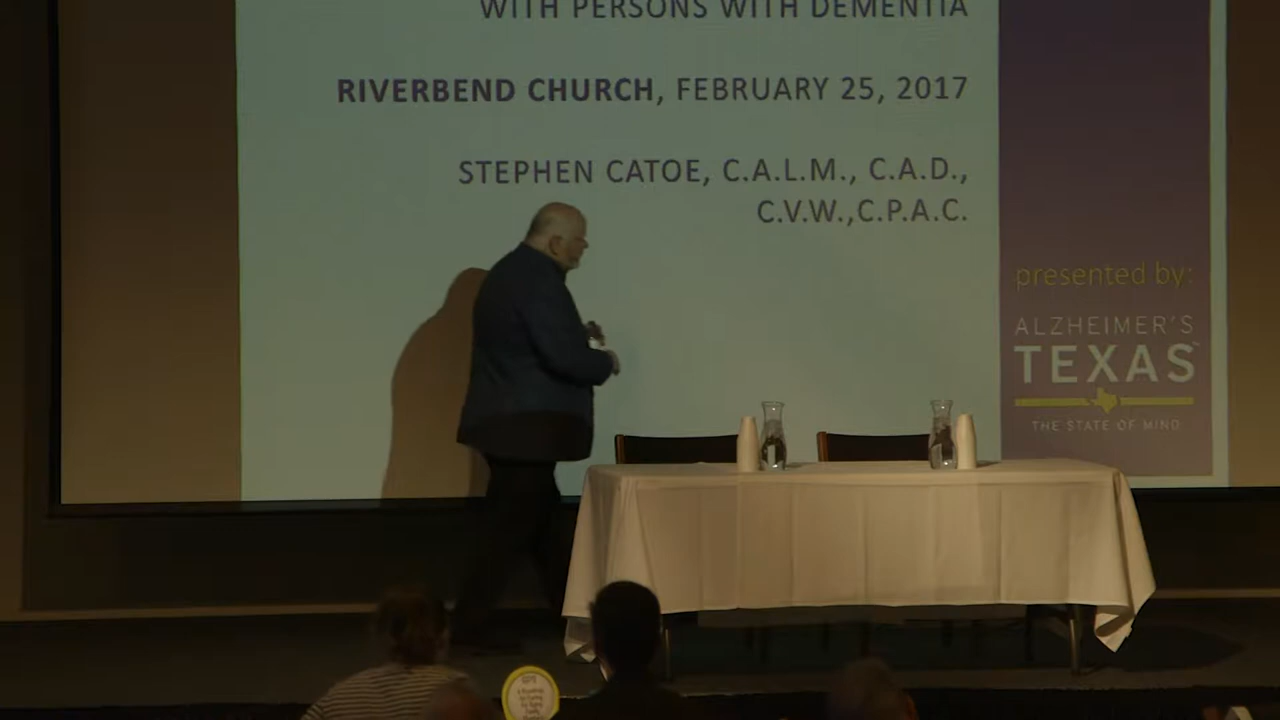 WITH PERSONS WITH DEMENTIA
RIVERBEND CHURCH, FEBRUARY 25, 2017
STEPHEN CATOE, C.A.L.M., C.A.D.,
C.V.W.,C.P.A.C.
presented by:
ALZHEIMER'S
TEXAS
THE STATE OF MIND
GPS